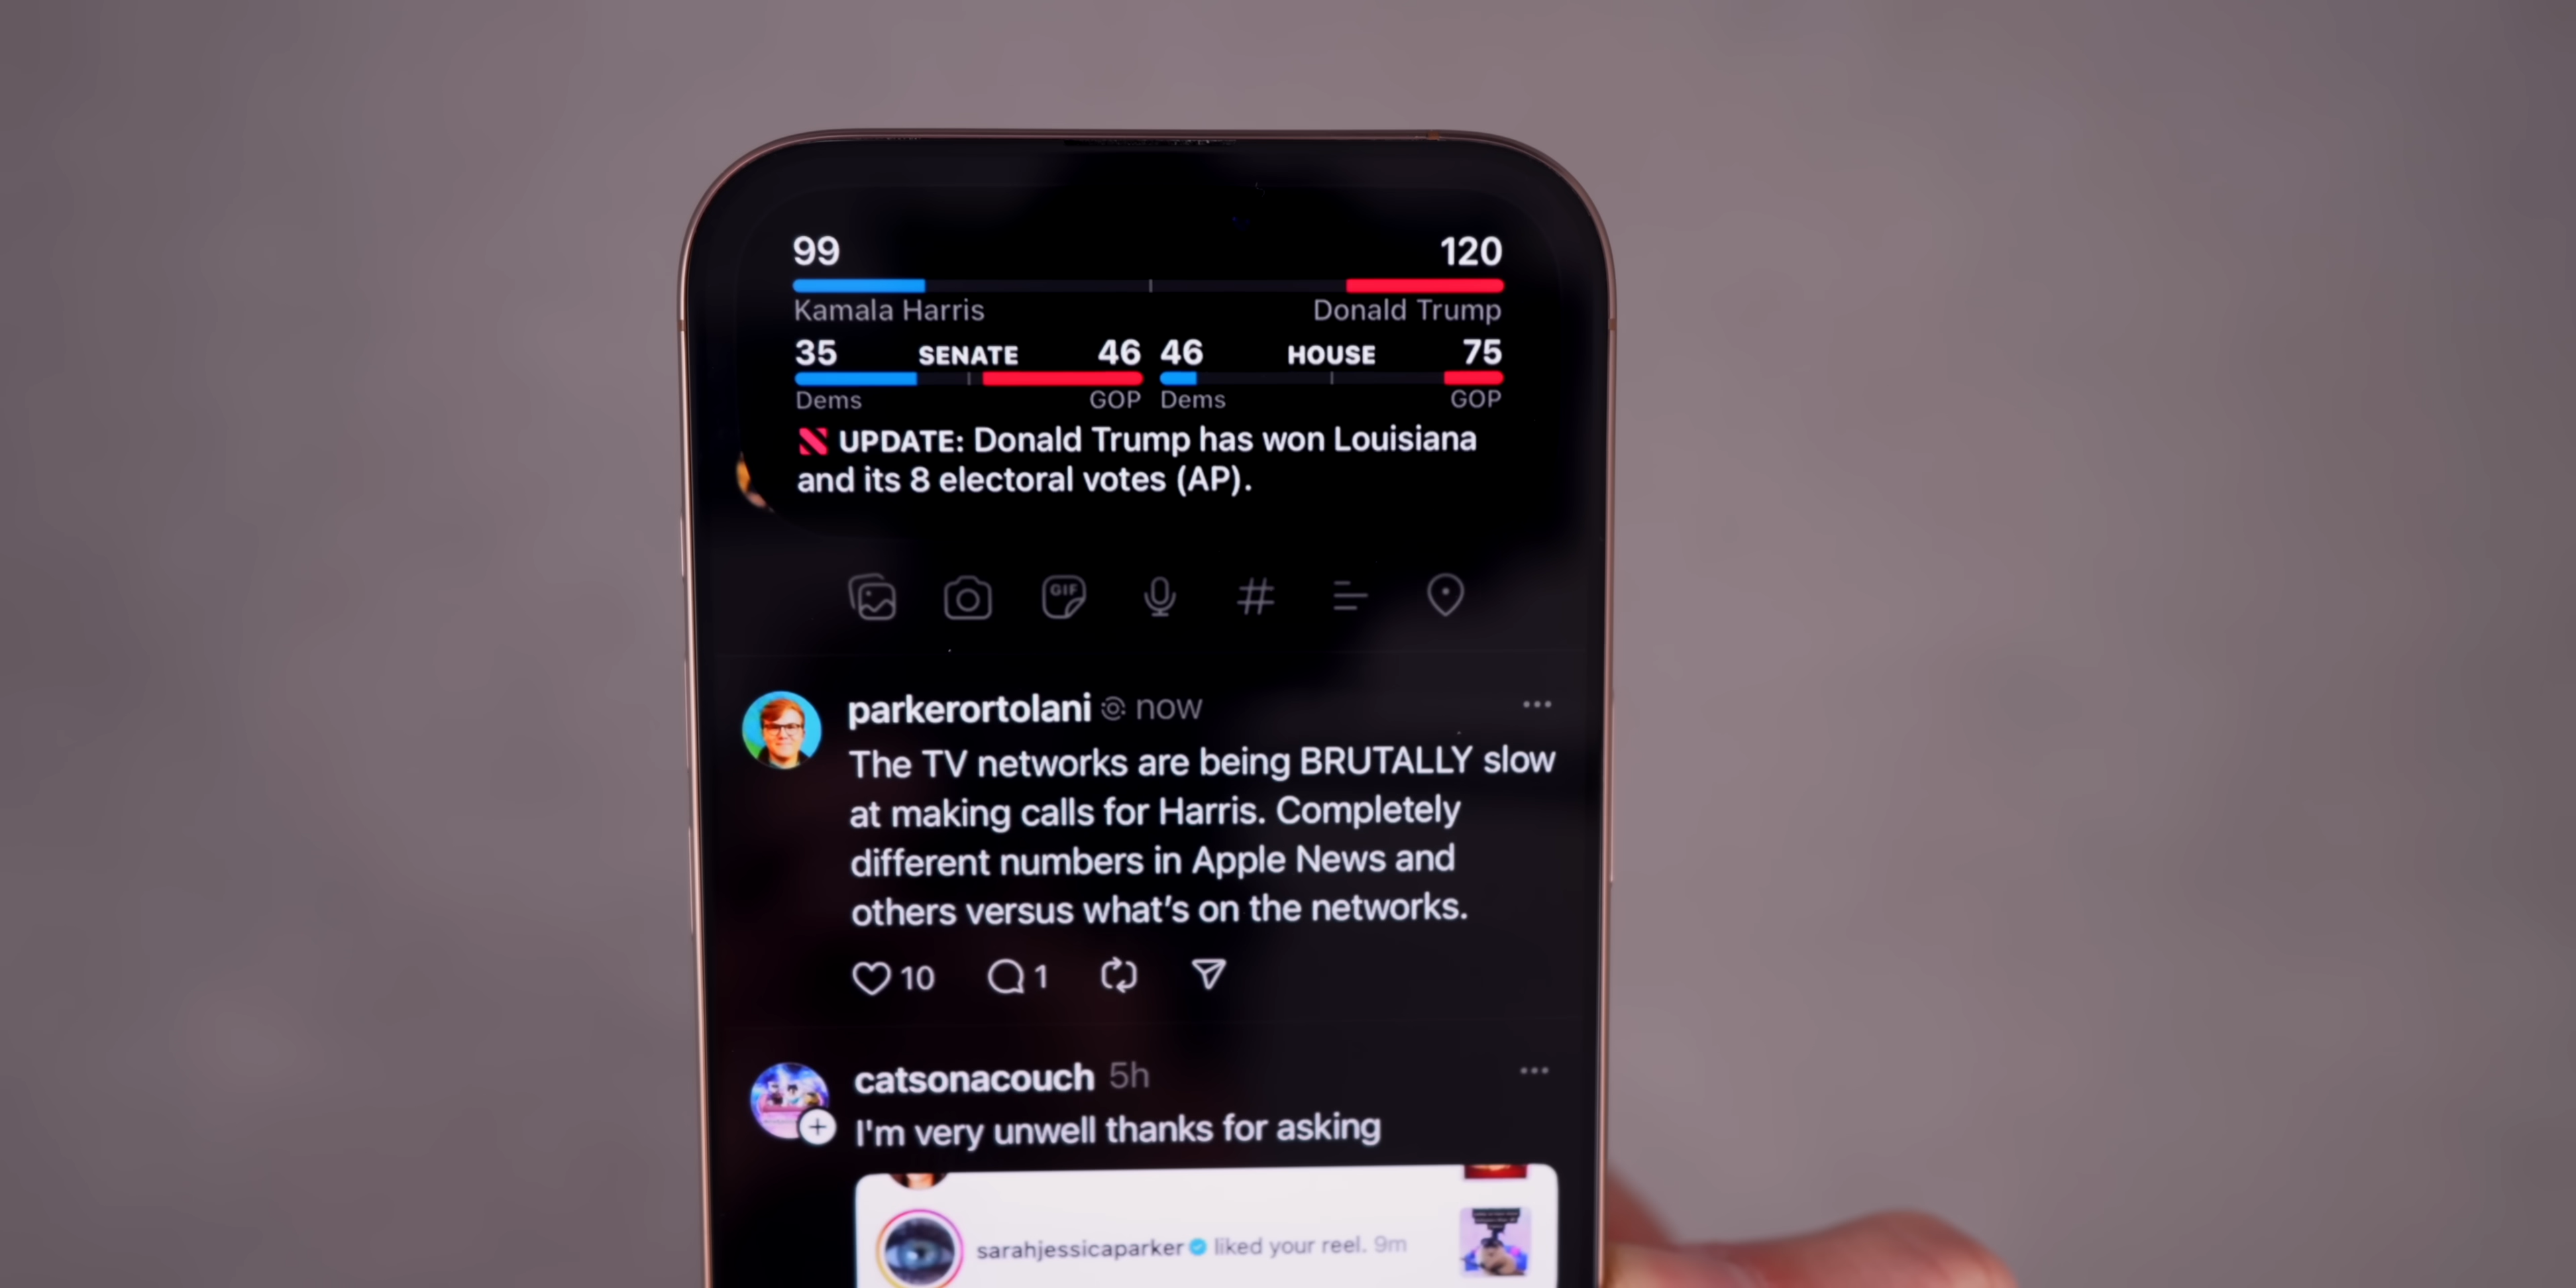 99 120
Kamala Harris Donald Trump
35 SENATE 46 46 HOUSE 75
Dems GOP Dems GOP
UPDATE: Donald Trump has won Louisiana
and its 8 electoral votes (AP).
GIF #
parkerortolani now
The TV networks are being BRUTALLY slow
at making calls for Harris. Completely
different numbers in Apple News and
others versus what’s on the networks.
10 1
catsonacouch 5h
I'm very unwell thanks for asking
sarahjessicaparker liked your reel. 9m